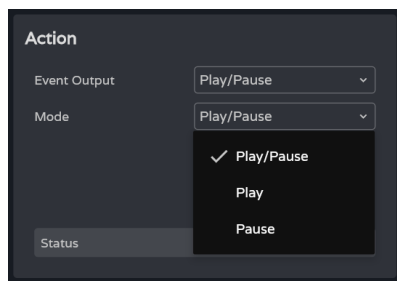 Action
Event Output Play/Pause
Mode Play/Pause
Play/Pause
Play
Pause
Status